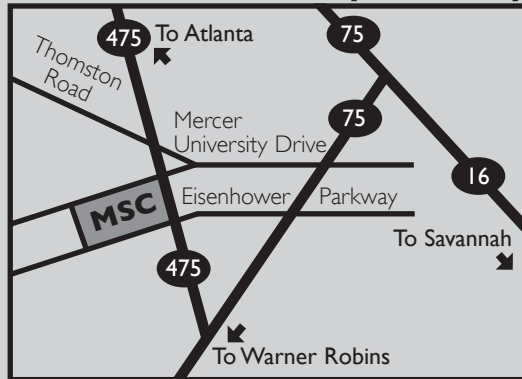 475
To Atlanta
75
Thomston
Road
75
Mercer
University Drive
16
MSC
Eisenhower Parkway
To Savannah
475
To Warner Robins